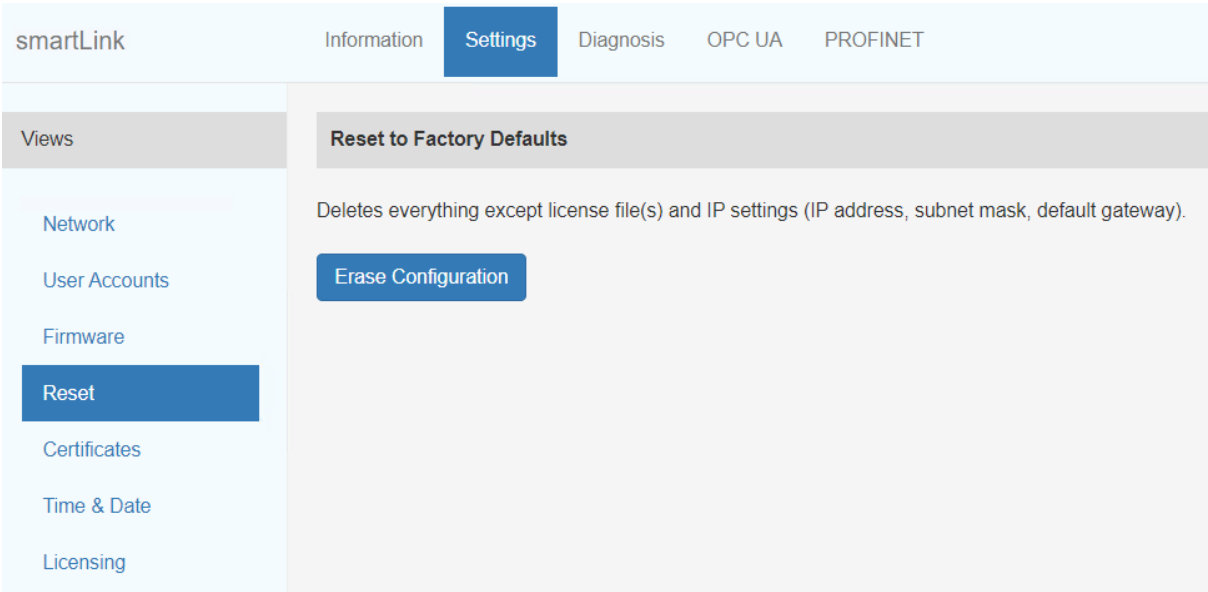 smartLink Information Settings Diagnosis OPC UA PROFINET
Views
Network
User Accounts
Firmware
Reset
Certificates
Time & Date
Licensing
Reset to Factory Defaults
Deletes everything except license file(s) and IP settings (IP address, subnet mask, default gateway).
Erase Configuration